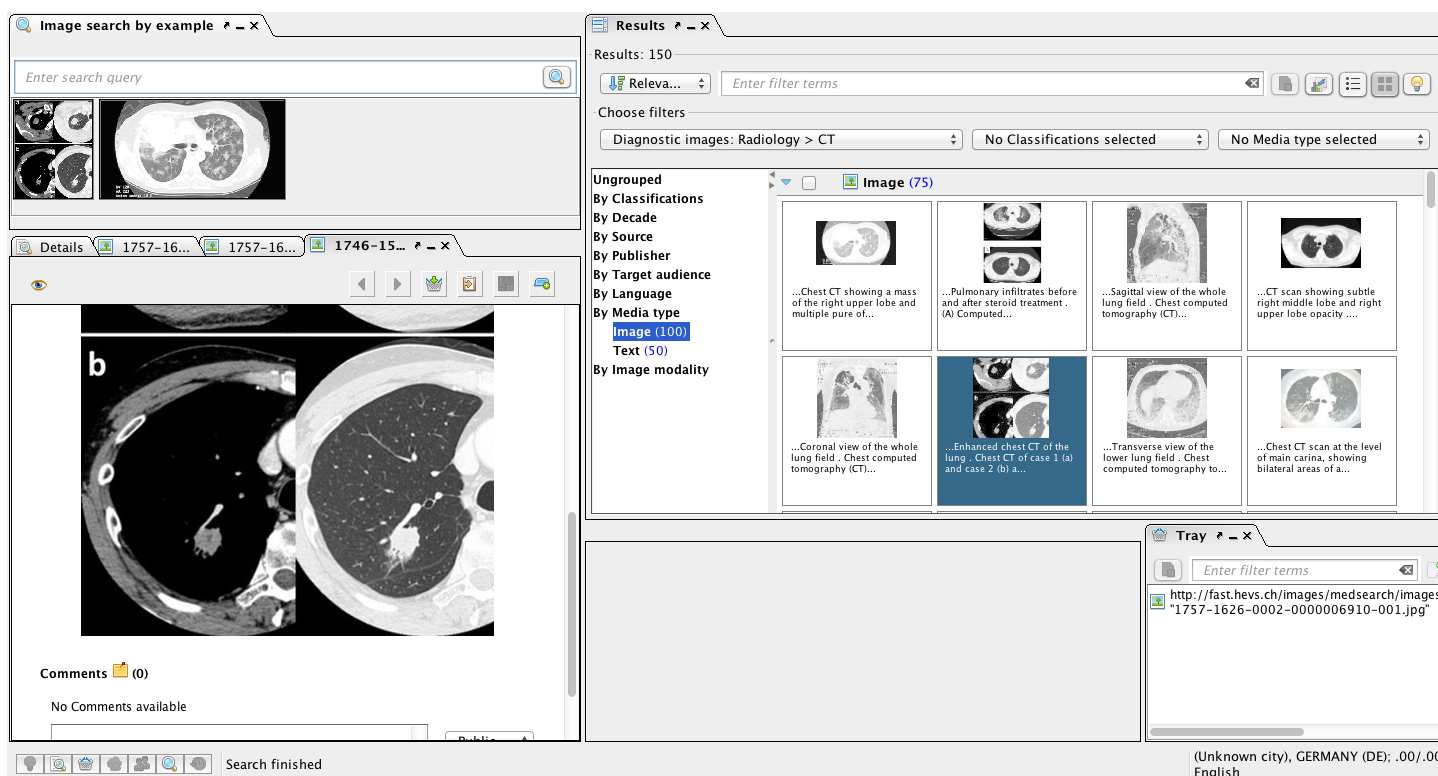 Image search by example
Enter search query
Details
1757-16...
1757-16...
1746-15...
b
Comments (0)
No Comments available
Public
Search finished
Results
Results: 150
Releva...
Enter filter terms
Choose filters
Diagnostic images: Radiology > CT
No Classifications selected
No Media type selected
Ungrouped
By Classifications
By Decade
By Source
By Publisher
By Target audience
By Language
By Media type
Image (100)
Text (50)
By Image modality
Image (75)
...Chest CT showing a mass
of the right upper lobe and
multiple pure of...
...Pulmonary infiltrates before
and after steroid treatment .
(A) Computed...
...Sagittal view of the whole
lung field . Chest computed
tomography (CT)...
...CT scan showing subtle
right middle lobe and right
upper lobe opacity ....
...Coronal view of the whole
lung field . Chest computed
tomography (CT)...
...Enhanced chest CT of the
lung . Chest CT of case 1 (a)
and case 2 (b) a...
...Transverse view of the
lower lung field . Chest
computed tomography to...
...Chest CT scan at the level
of main carina, showing
bilateral areas of a...
Tray
Enter filter terms
http://fast.hevs.ch/images/medsearch/images
"1757-1626-0002-0000006910-001.jpg"
(Unknown city), GERMANY (DE); .00/.00
English